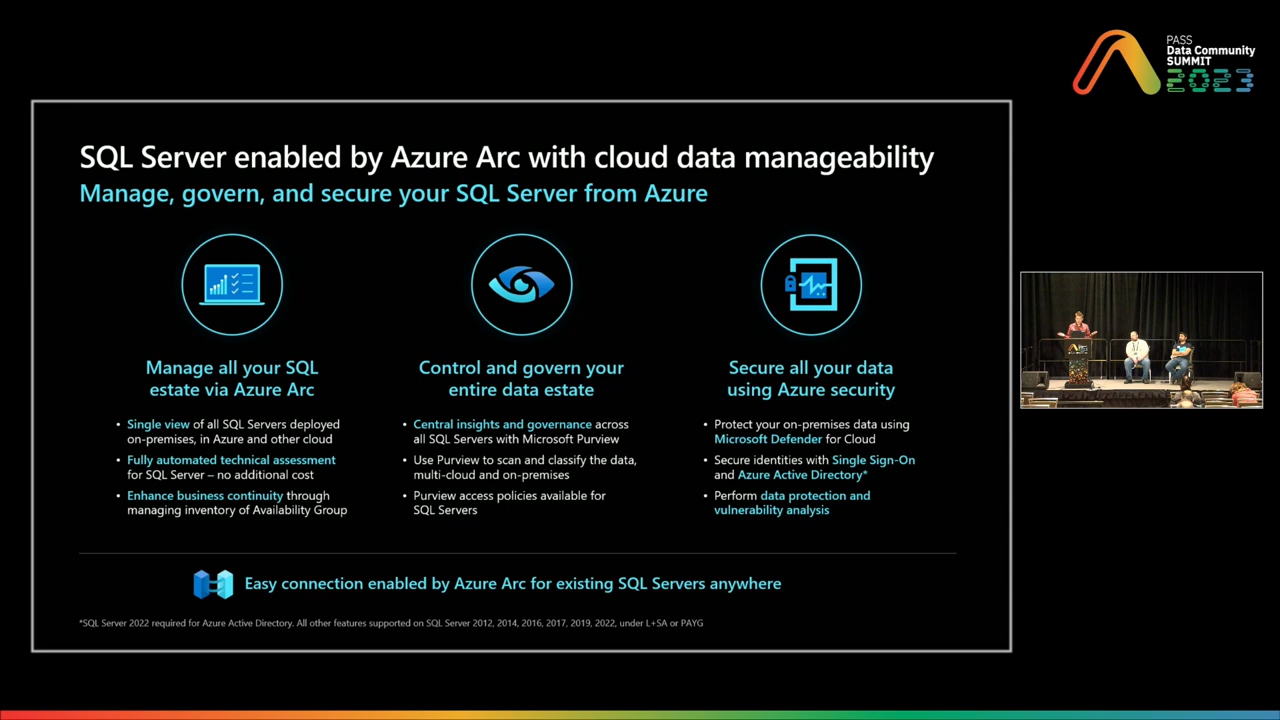 PASS
Data Community
SUMMIT
2023
SQL Server enabled by Azure Arc with cloud data manageability
Manage, govern, and secure your SQL Server from Azure
Manage all your SQL
estate via Azure Arc
• Single view of all SQL Servers deployed
on-premises, in Azure and other cloud
• Fully automated technical assessment
for SQL Server – no additional cost
• Enhance business continuity through
managing inventory of Availability Group
Control and govern your
entire data estate
• Central insights and governance across
all SQL Servers with Microsoft Purview
• Use Purview to scan and classify the data,
multi-cloud and on-premises
• Purview access policies available for
SQL Servers
Secure all your data
using Azure security
• Protect your on-premises data using
Microsoft Defender for Cloud
• Secure identities with Single Sign-On
and Azure Active Directory*
• Perform data protection and
vulnerability analysis
Easy connection enabled by Azure Arc for existing SQL Servers anywhere
*SQL Server 2022 required for Azure Active Directory. All other features supported on SQL Server 2012, 2014, 2016, 2017, 2019, 2022, under L+SA or PAYG